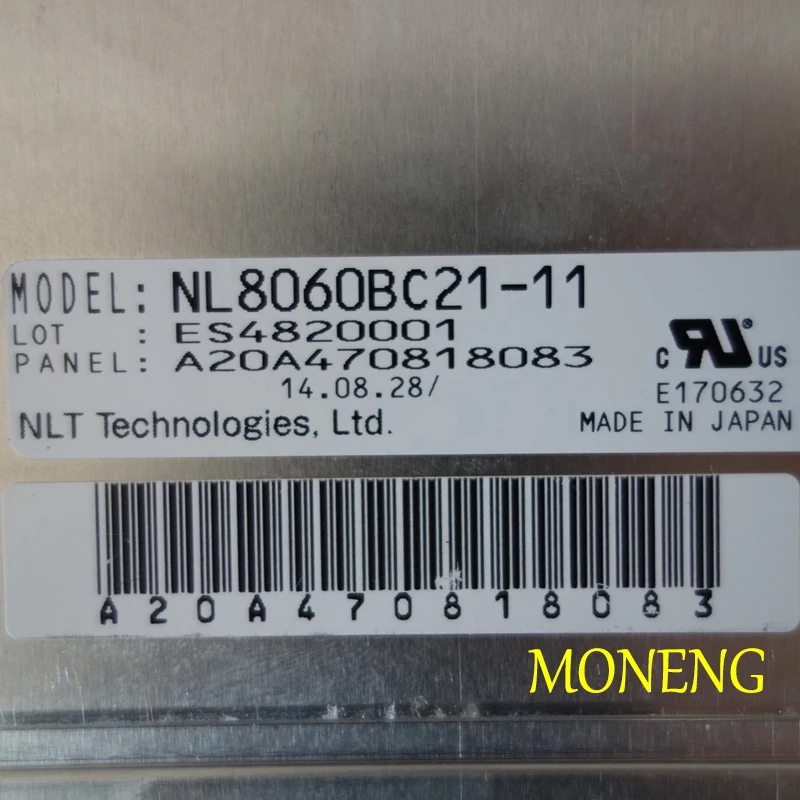 MODEL: NL8060BC21-11
LOT : ES4820001
PANEL: A20A470818083
14.08.28/
c RU® US
E170632
NLT Technologies, Ltd.
MADE IN JAPAN
A20A470818083
MONENG